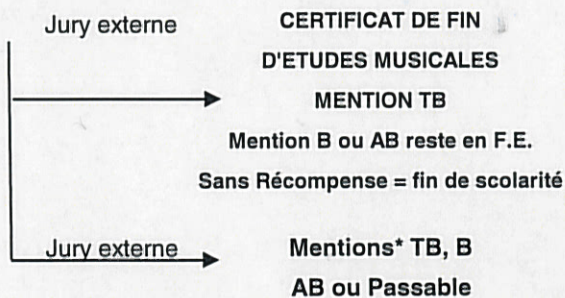 Jury externe
CERTIFICAT DE FIN
D'ETUDES MUSICALES
MENTION TB
Mention B ou AB reste en F.E.
Sans Récompense = fin de scolarité
Jury externe
Mentions* TB, B
AB ou Passable